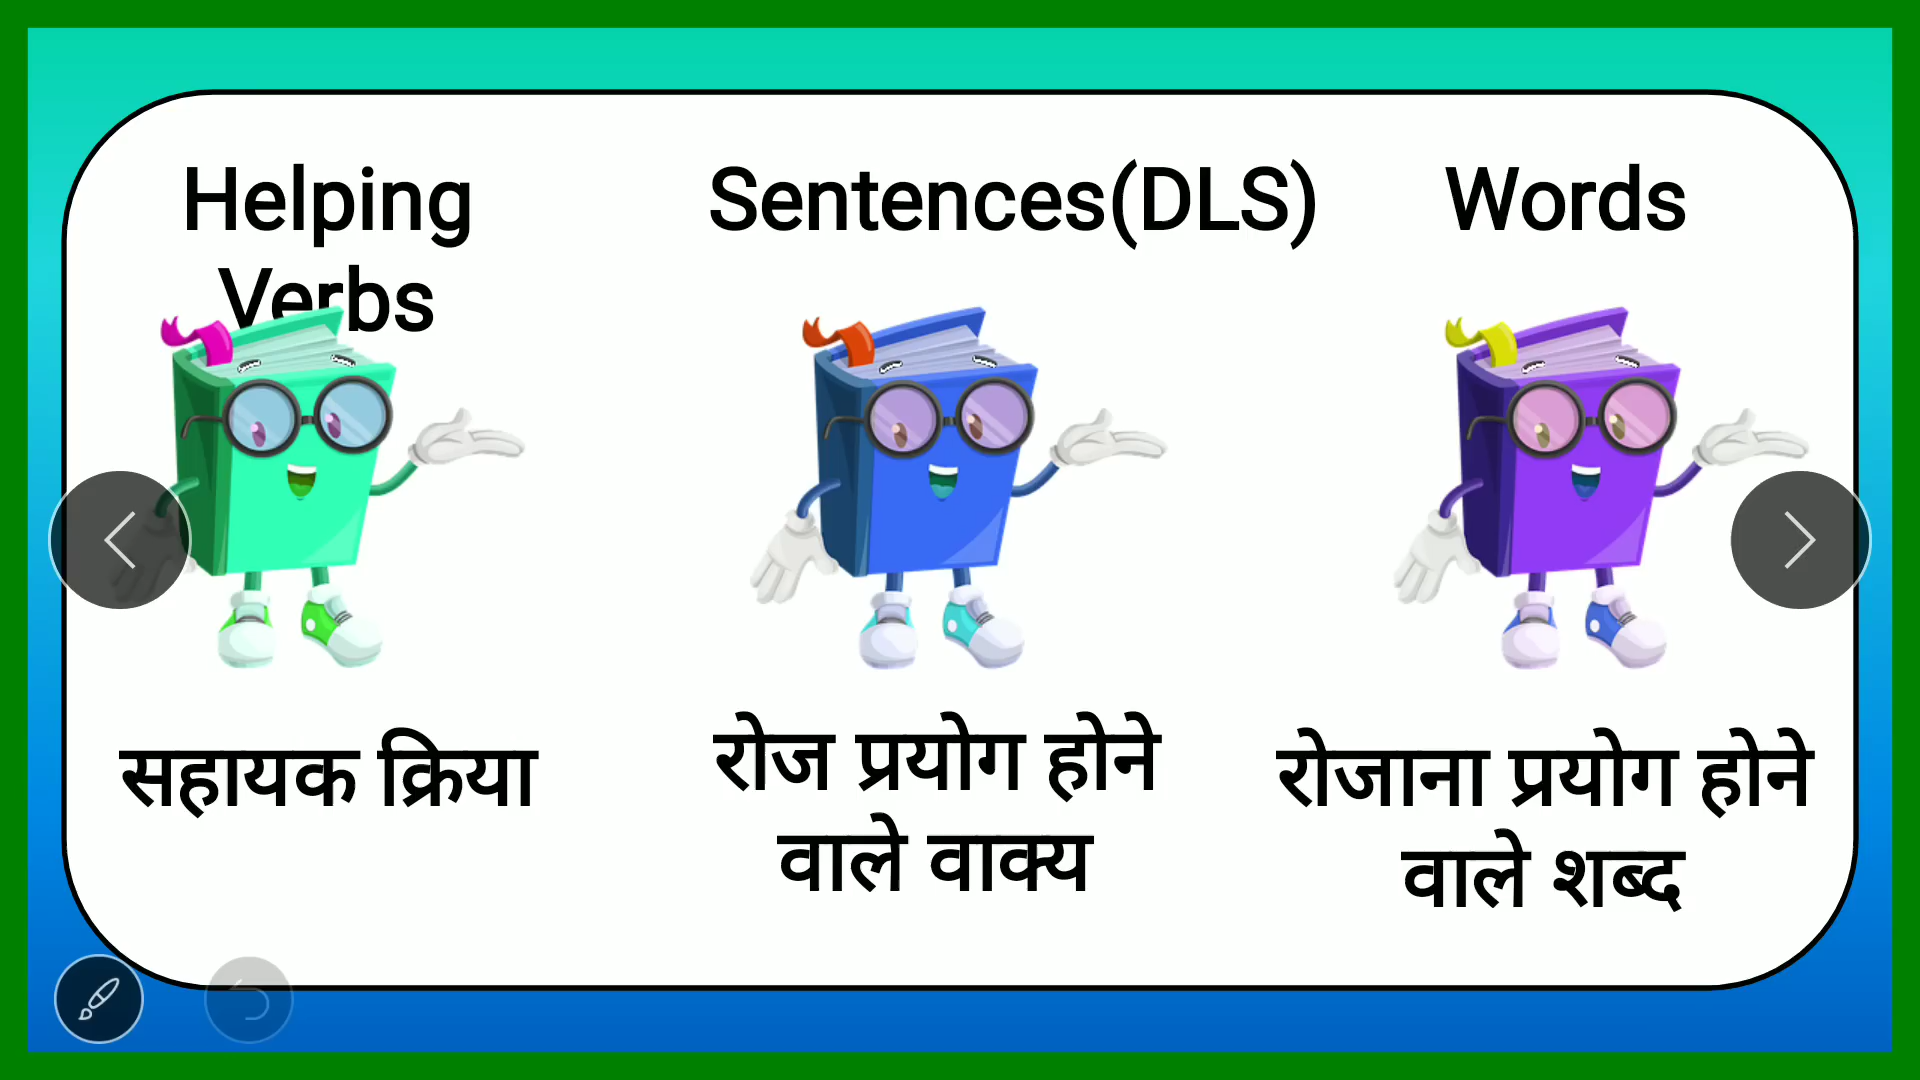 Helping
Verbs
Sentences(DLS)
Words
सहायक क्रिया
रोज प्रयोग होने
वाले वाक्य
रोजाना प्रयोग होने
वाले शब्द